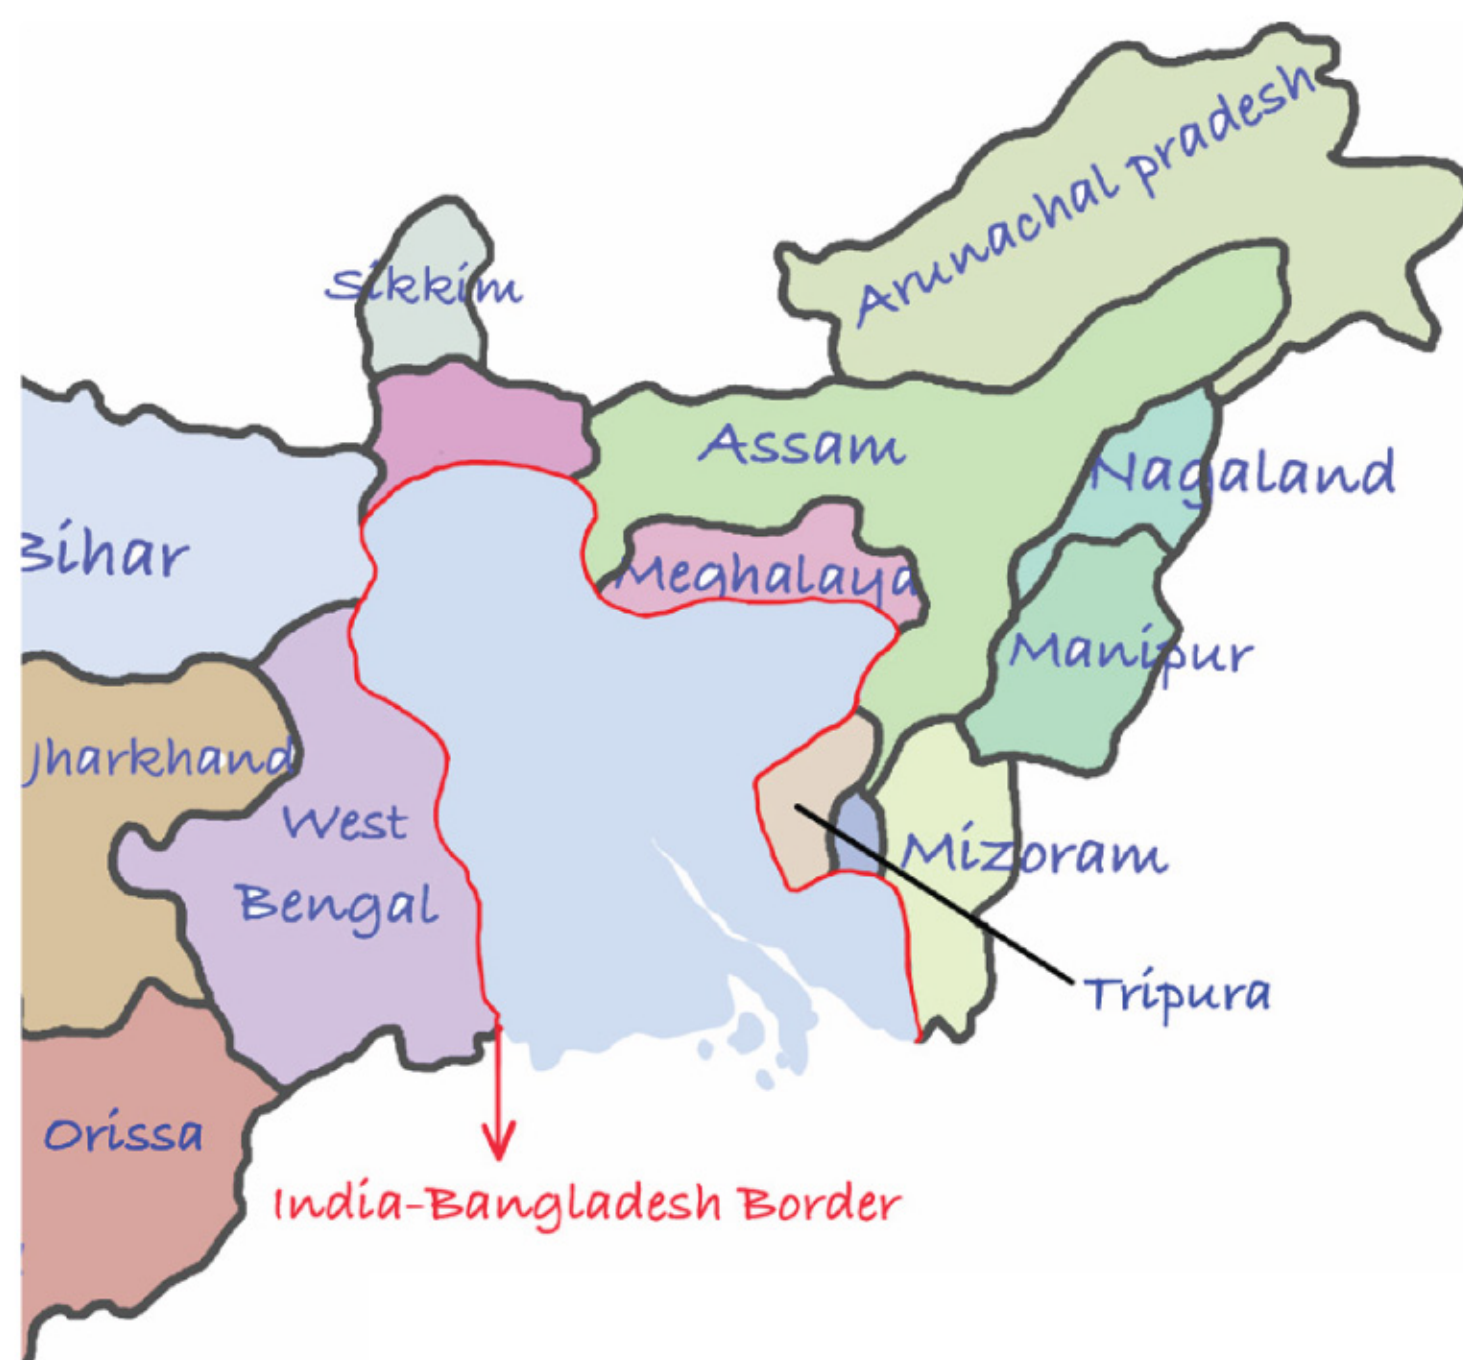 Arunachal pradesh
Sikkim
Assam
Nagaland
Bihar
Meghalaya
Manipur
Jharkhand
West
Bengal
Mizoram
Tripura
Orissa
India-Bangladesh Border